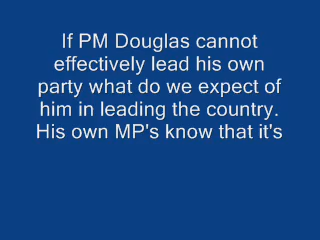 If PM Douglas cannot
effectively lead his own
party what do we expect of
him in leading the country.
His own MP's know that it's